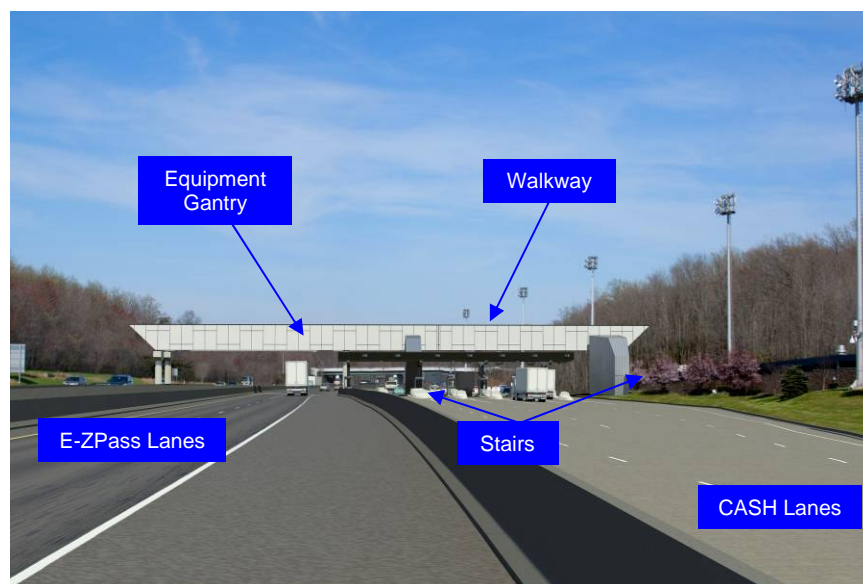 Equipment
Gantry
Walkway
E-ZPass Lanes
Stairs
CASH Lanes